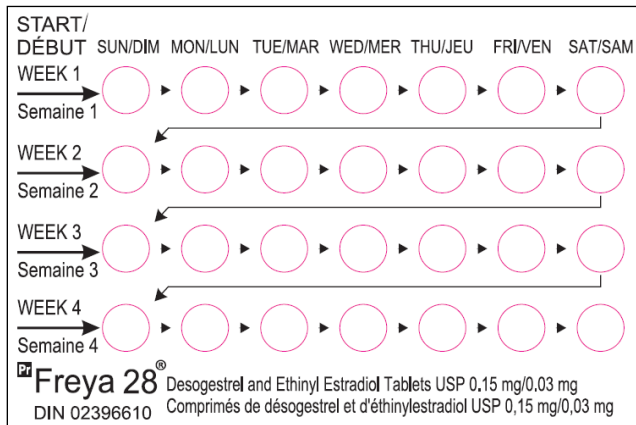 START/
DÉBUT SUN/DIM MON/LUN TUE/MAR WED/MER THU/JEU FRI/VEN SAT/SAM
WEEK 1
Semaine 1
WEEK 2
Semaine 2
WEEK 3
Semaine 3
WEEK 4
Semaine 4
Pr Freya 28® Desogestrel and Ethinyl Estradiol Tablets USP 0.15 mg/0.03 mg
DIN 02396610 Comprimés de désogestrel et d'éthinylestradiol USP 0,15 mg/0,03 mg